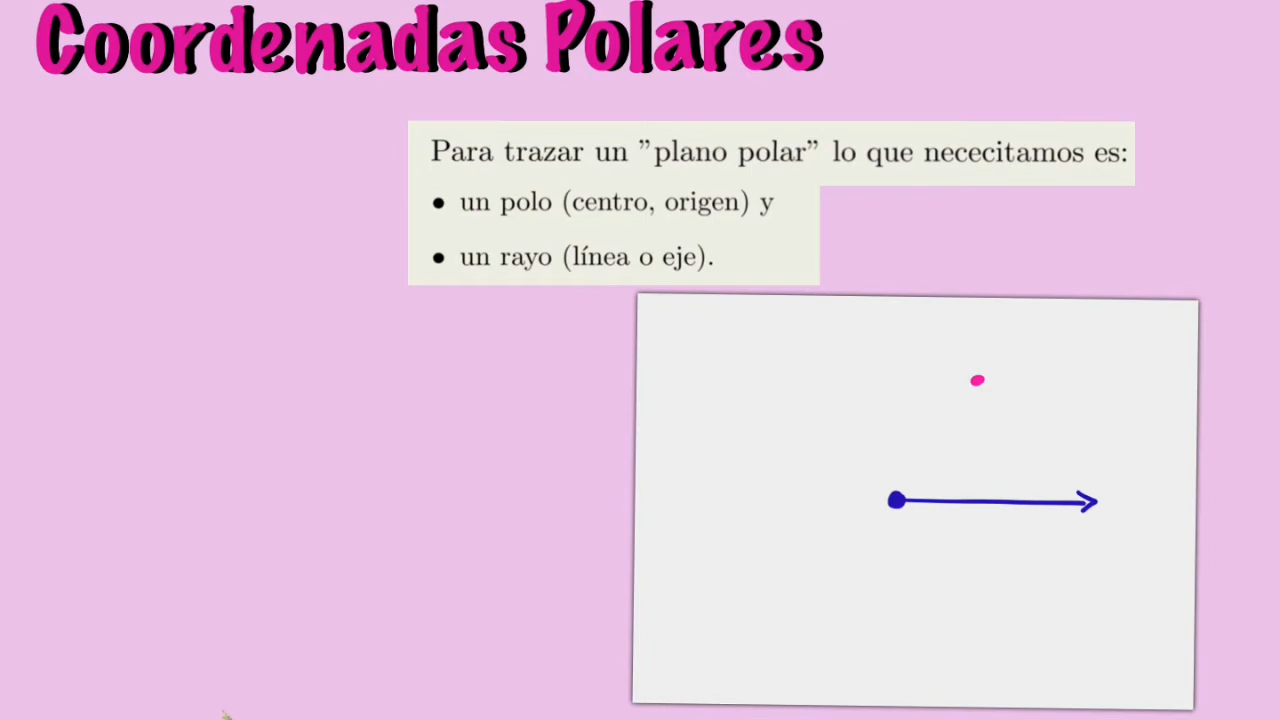 Coordenadas Polares
Para trazar un ”plano polar” lo que nececitamos es:
• un polo (centro, origen) y
• un rayo (línea o eje).